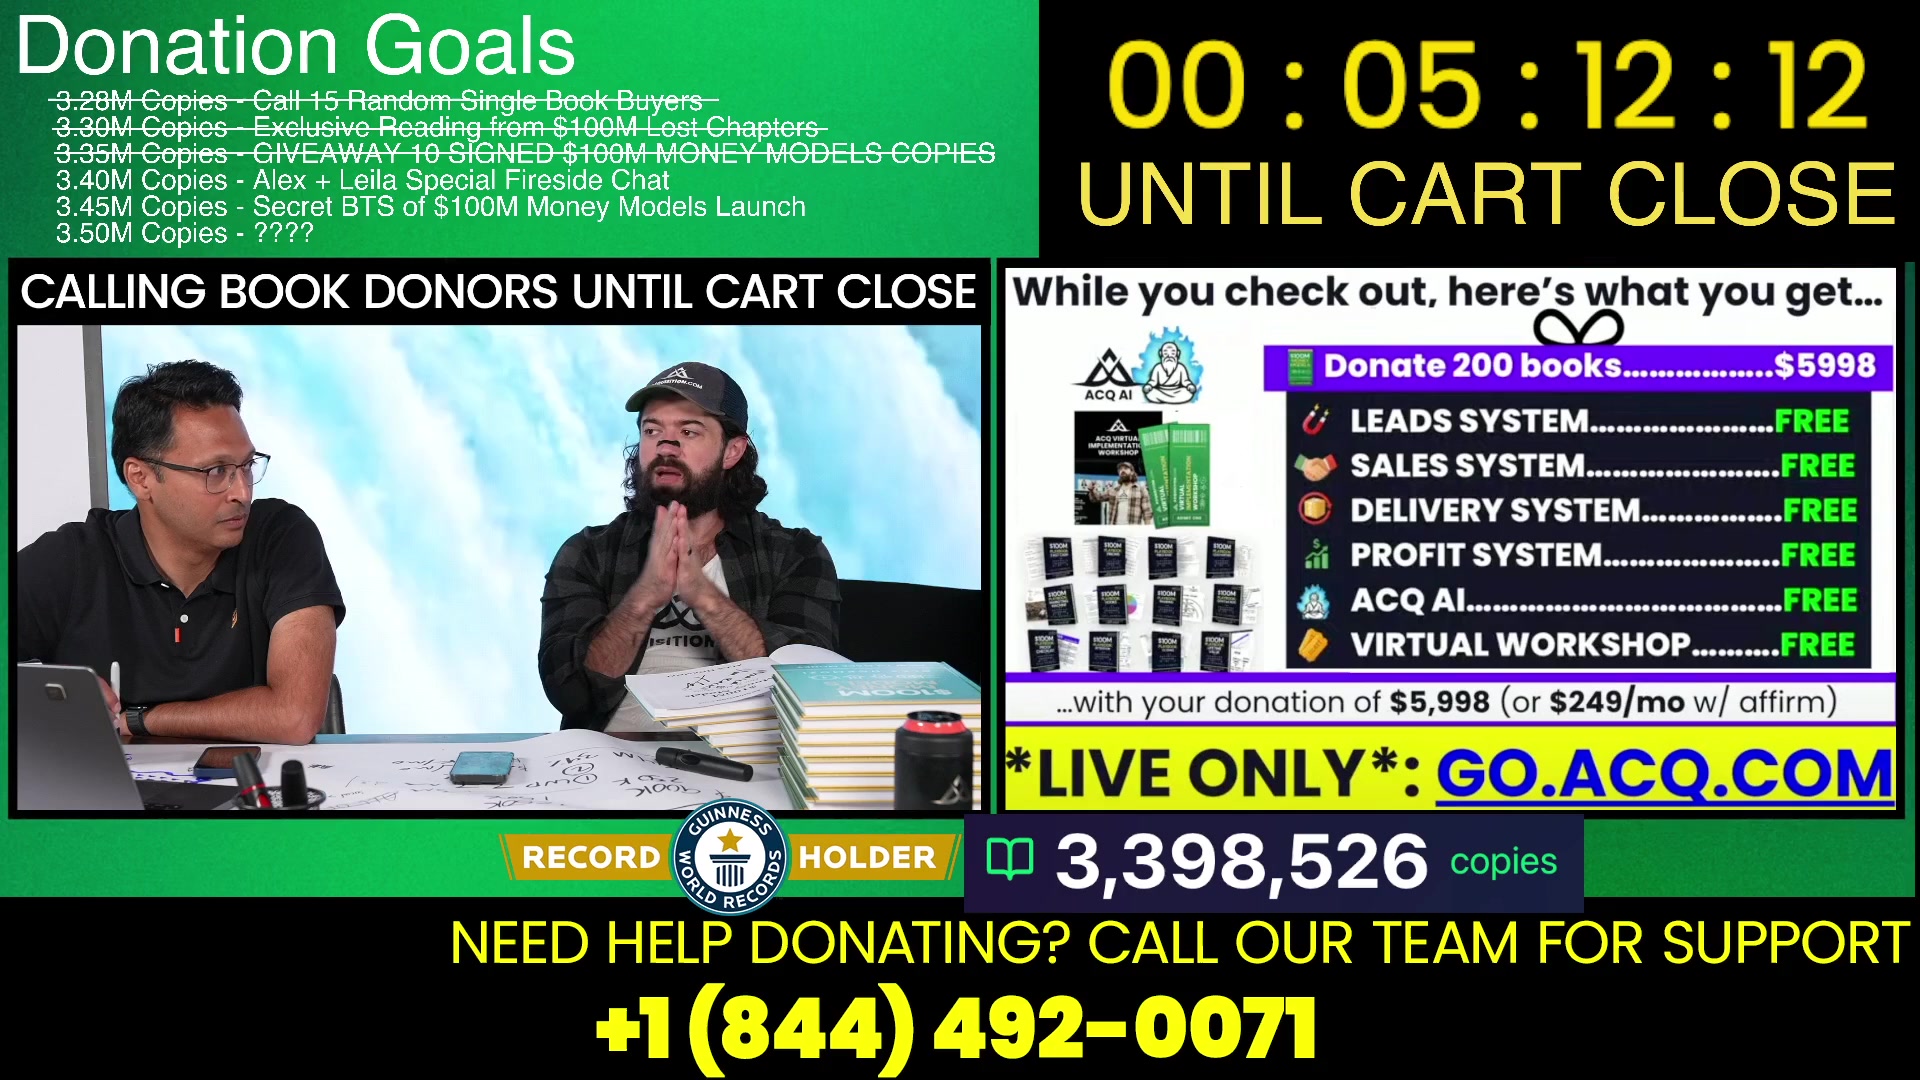 Donation Goals
3.28M Copies - Call 15 Random Single Book Buyers
3.30M Copies - Exclusive Reading from $100M Lost Chapters
3.35M Copies - GIVEAWAY 10 SIGNED $100M MONEY MODELS COPIES
3.40M Copies - Alex + Leila Special Fireside Chat
3.45M Copies - Secret BTS of $100M Money Models Launch
3.50M Copies - ????
00 : 05 : 12 : 12
UNTIL CART CLOSE
CALLING BOOK DONORS UNTIL CART CLOSE
While you check out, here's what you get...
ACQ AI
ACQ VIRTUAL
IMPLEMENTATION
WORKSHOP
Donate 200 books..................$5998
LEADS SYSTEM.....................FREE
SALES SYSTEM......................FREE
DELIVERY SYSTEM................FREE
PROFIT SYSTEM....................FREE
ACQ AI....................................FREE
VIRTUAL WORKSHOP..........FREE
...with your donation of $5,998 (or $249/mo w/ affirm)
*LIVE ONLY*: GO.ACQ.COM
$100M
RECORD HOLDER
GUINNESS
WORLD RECORDS
3,398,526 copies
NEED HELP DONATING? CALL OUR TEAM FOR SUPPORT
+1 (844) 492-0071